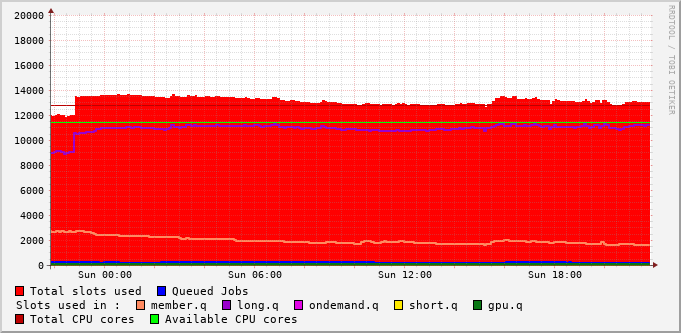 RRDTOOL / TOBI OETIKER
20000
18000
16000
14000
12000
10000
8000
6000
4000
2000
0
Sun 00:00 Sun 06:00 Sun 12:00 Sun 18:00
Total slots used Queued Jobs
Slots used in : member.q long.q ondemand.q short.q gpu.q
Total CPU cores Available CPU cores